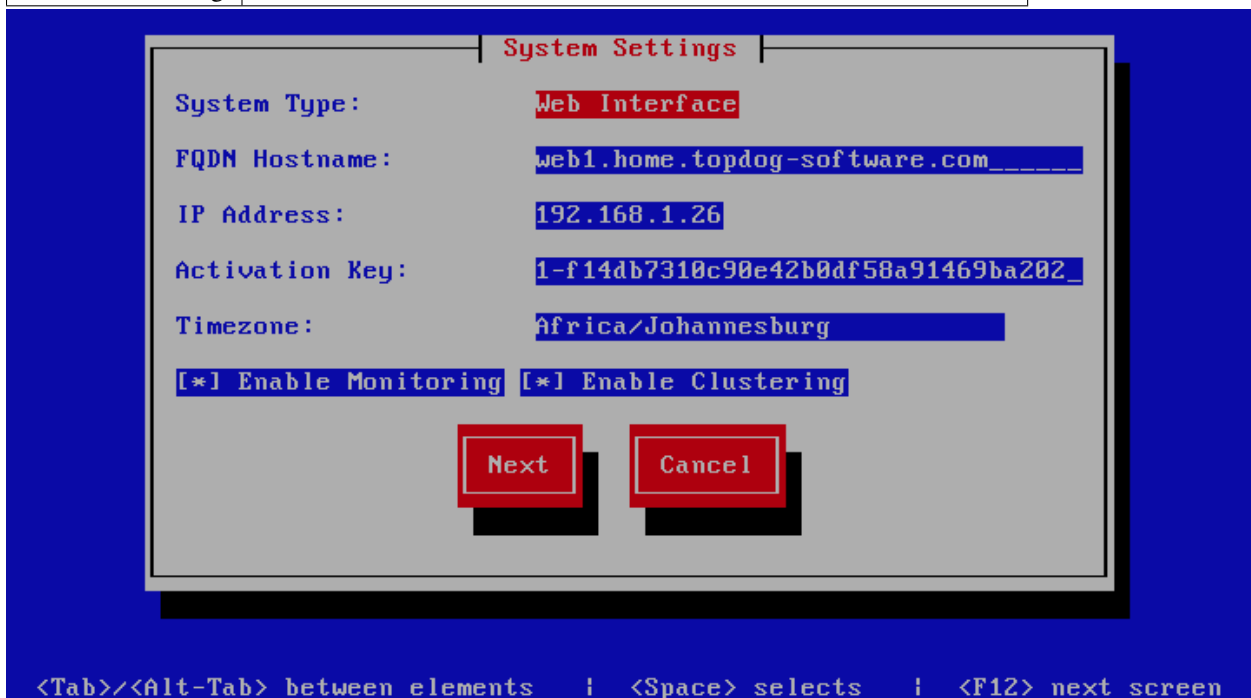 System Settings
System Type: Web Interface
FQDN Hostname: web1.home.topdog-software.com______
IP Address: 192.168.1.26
Activation Key: 1-f14db7310c90e42b0df58a91469ba202_
Timezone: Africa/Johannesburg
[*] Enable Monitoring [*] Enable Clustering
Next Cancel
<Tab>/<Alt-Tab> between elements | <Space> selects | <F12> next screen